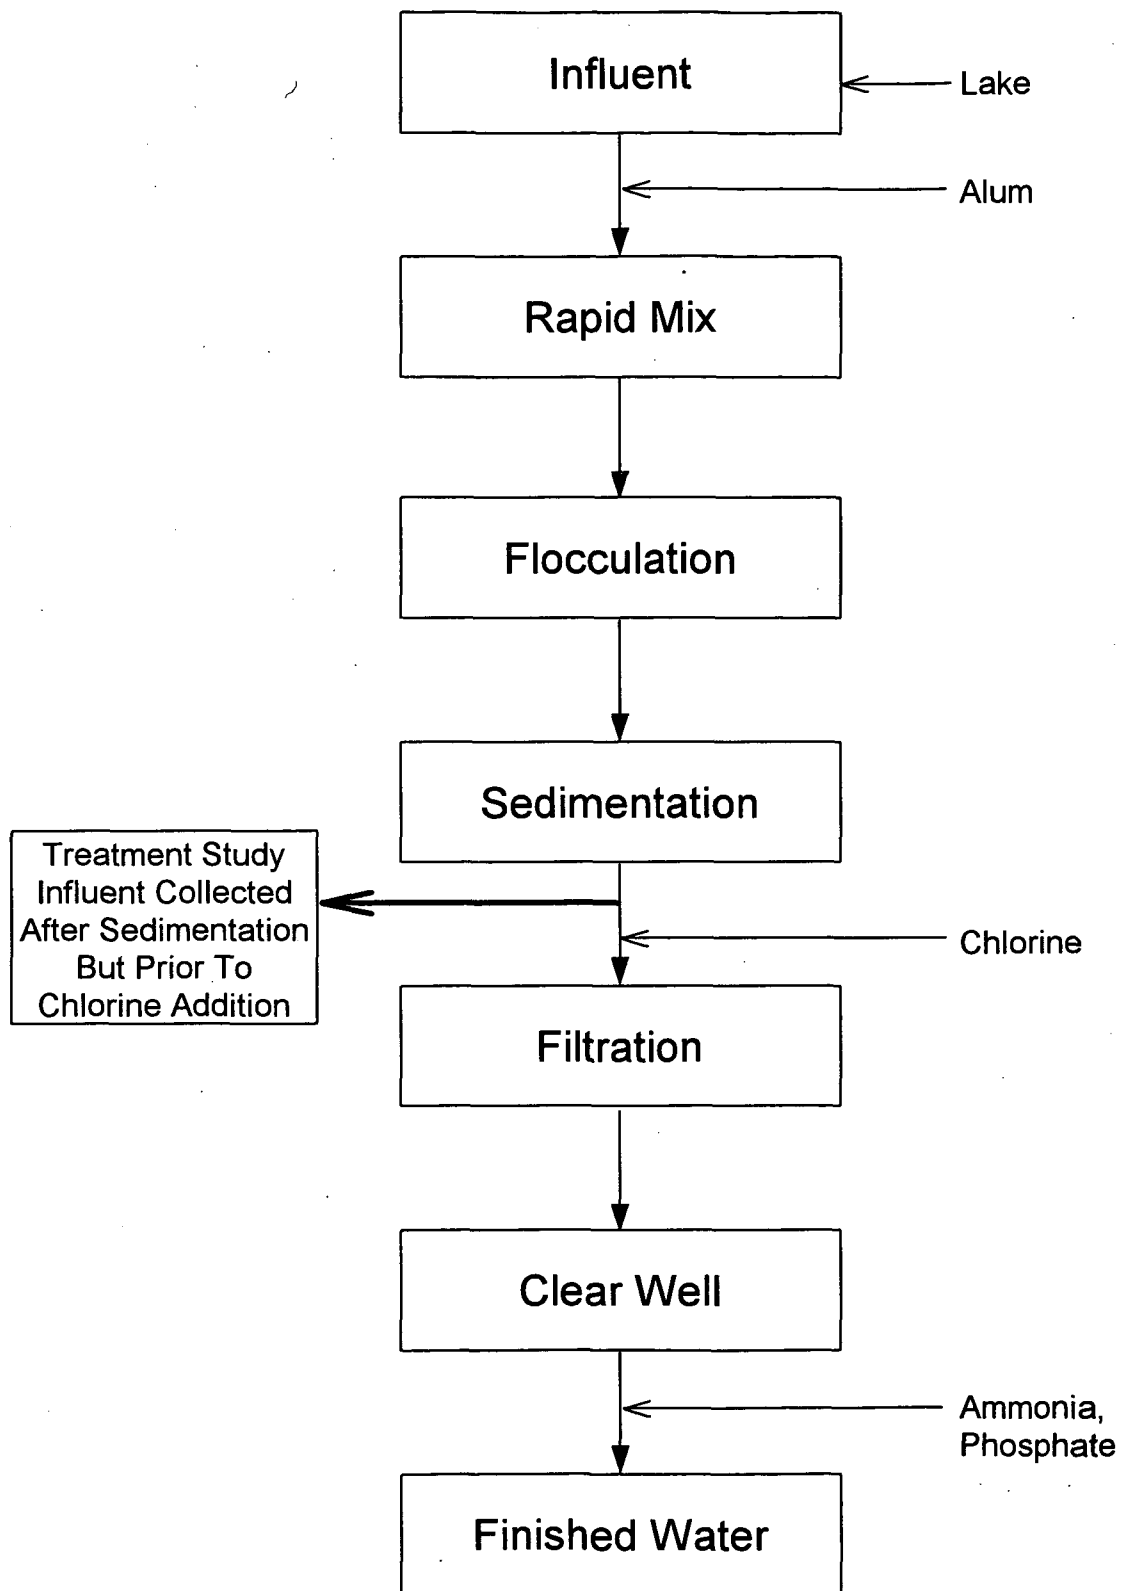 Influent
Lake
Alum
Rapid Mix
Flocculation
Sedimentation
Treatment Study
Influent Collected
After Sedimentation
But Prior To
Chlorine Addition
Chlorine
Filtration
Clear Well
Ammonia,
Phosphate
Finished Water